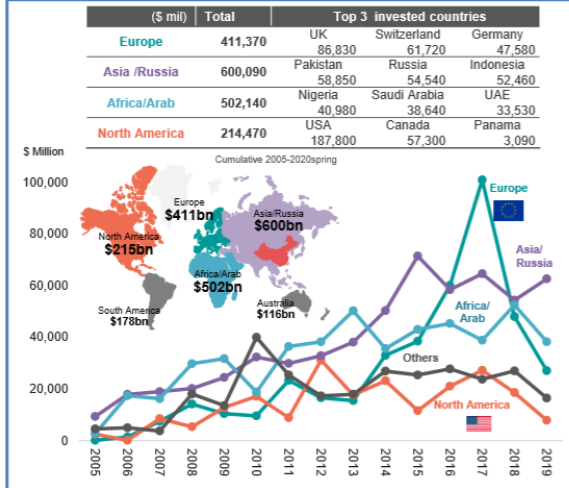 ($ mil) Total Top 3 invested countries
Europe 411,370 UK Switzerland Germany
86,830 61,720 47,580
Asia /Russia 600,090 Pakistan Russia Indonesia
58,850 54,540 52,460
Africa/Arab 502,140 Nigeria Saudi Arabia UAE
40,980 38,640 33,530
North America 214,470 USA Canada Panama
187,800 57,300 3,090
$ Million
Cumulative 2005-2020spring
100,000
80,000
60,000
40,000
20,000
0
Europe
$411bn
Asia/Russia
$600bn
North America
$215bn
Africa/Arab
$502bn
South America
$178bn
Australia
$116bn
Europe
Asia/
Russia
Africa/
Arab
Others
North America
2005
2006
2007
2008
2009
2010
2011
2012
2013
2014
2015
2016
2017
2018
2019